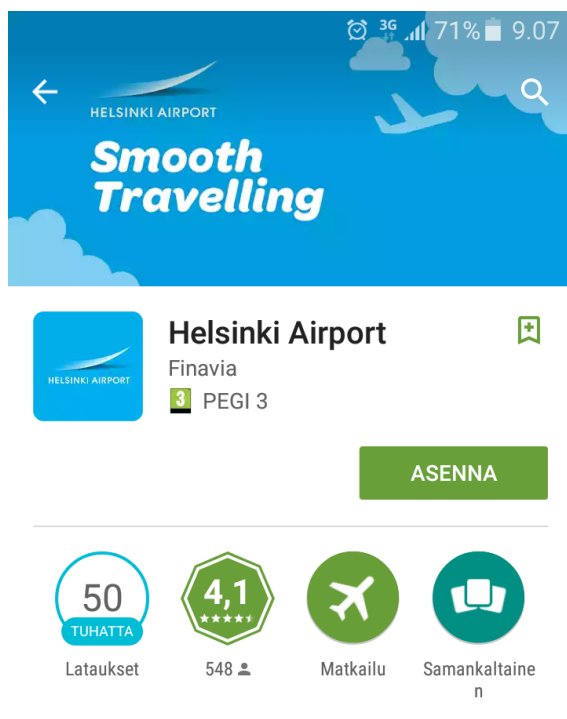 3G 71% 9.07
HELSINKI AIRPORT
Smooth
Travelling
HELSINKI AIRPORT
Helsinki Airport
Finavia
3 PEGI 3
ASENNA
50
TUHATTA
4,1
Lataukset
548
Matkailu
Samankaltaine
n